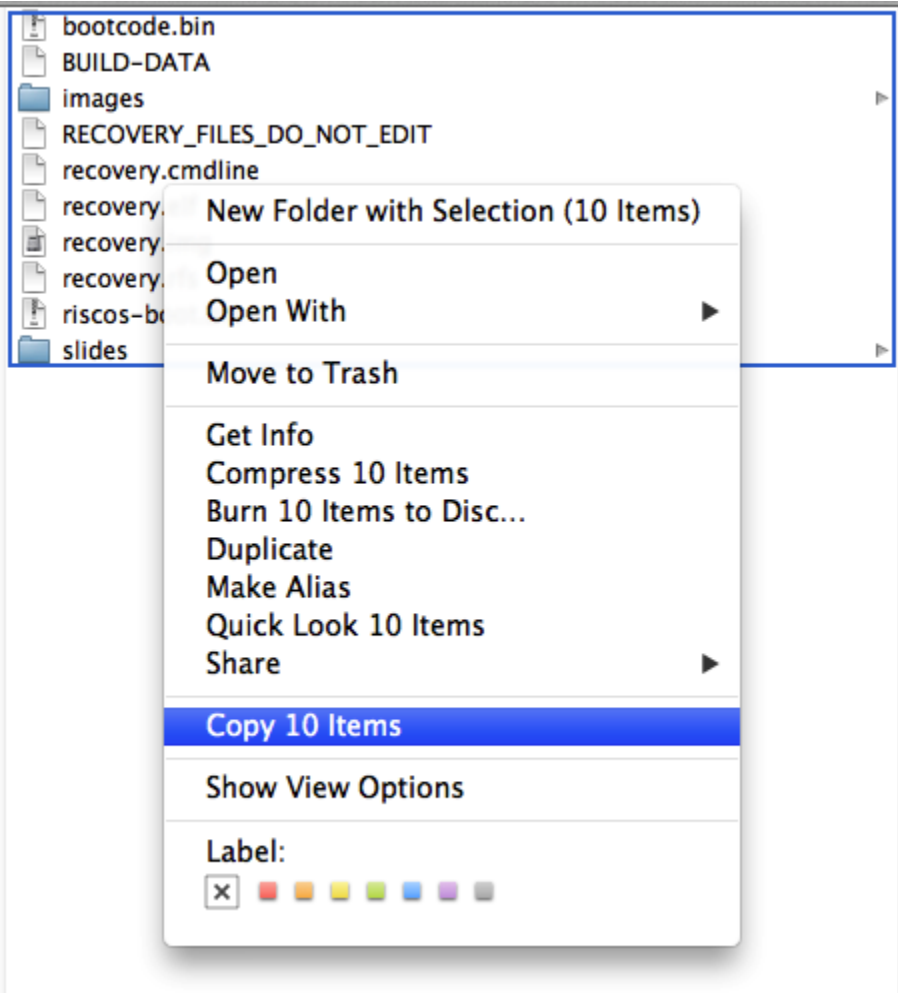 bootcode.bin
BUILD-DATA
images
RECOVERY_FILES_DO_NOT_EDIT
recovery.cmdline
recovery.
recovery.
recovery.
riscos-bo
slides
New Folder with Selection (10 Items)
Open
Open With
Move to Trash
Get Info
Compress 10 Items
Burn 10 Items to Disc...
Duplicate
Make Alias
Quick Look 10 Items
Share
Copy 10 Items
Show View Options
Label: